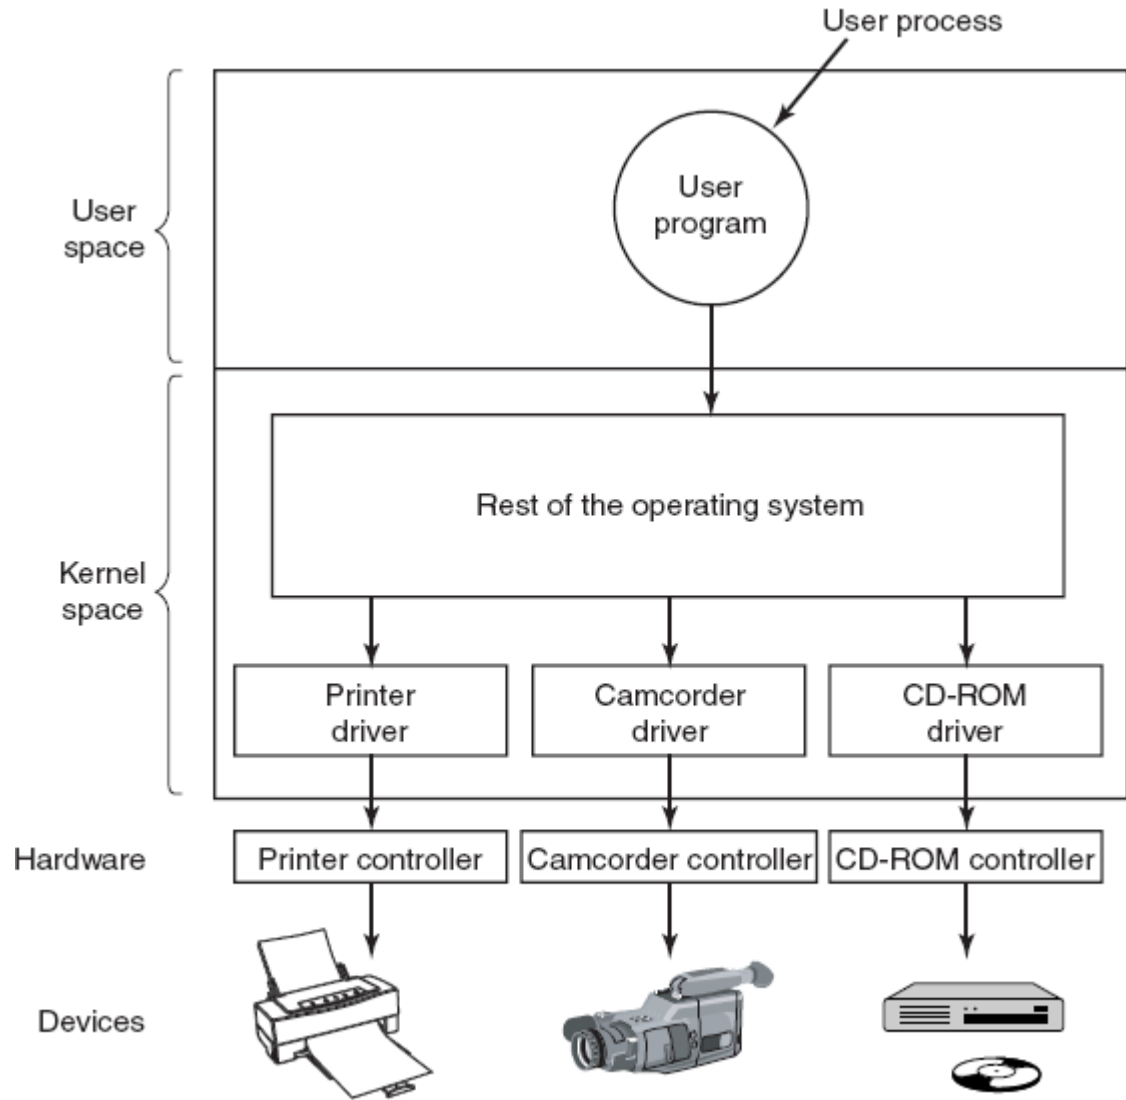 User process
User
program
User
space
Rest of the operating system
Kernel
space
Printer
driver
Camcorder
driver
CD-ROM
driver
Hardware
Printer controller
Camcorder controller
CD-ROM controller
Devices